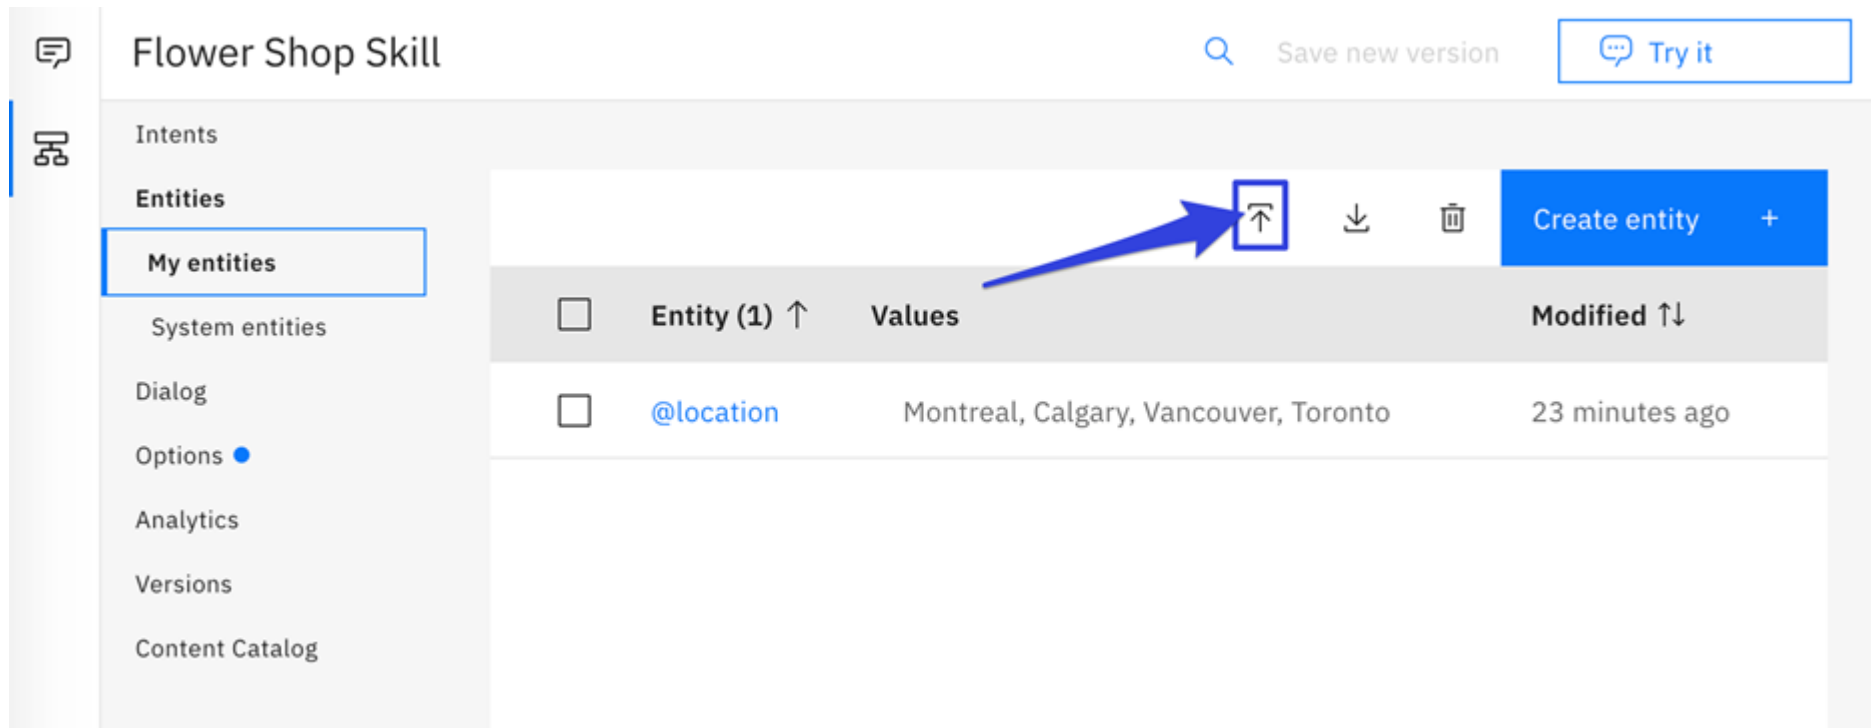 Flower Shop Skill
Save new version
Try it
Intents
Entities
My entities
System entities
Dialog
Options
Analytics
Versions
Content Catalog
Create entity +
Entity (1) ↑ Values Modified ↑↓
@location Montreal, Calgary, Vancouver, Toronto 23 minutes ago